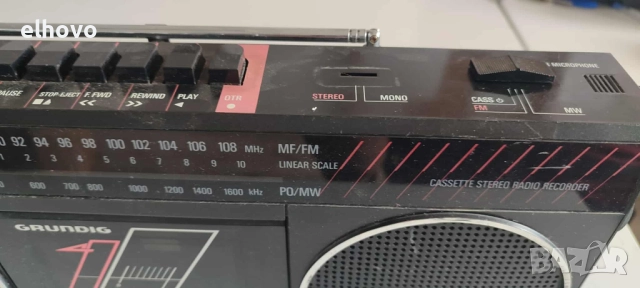 elhovo
PAUSE STOP·EJECT F.FWD REWIND PLAY
DTR
STEREO MONO
MICROPHONE
CASS
FM MW
92 94 96 98 100 102 104 106 108 MHz MF/FM
1 2 3 4 5 6 7 8 9 10 LINEAR SCALE
600 700 800 1000 1200 1400 1600 kHz PO/MW
CASSETTE STEREO RADIO RECORDER
GRUNDIG
BAZAR
bg